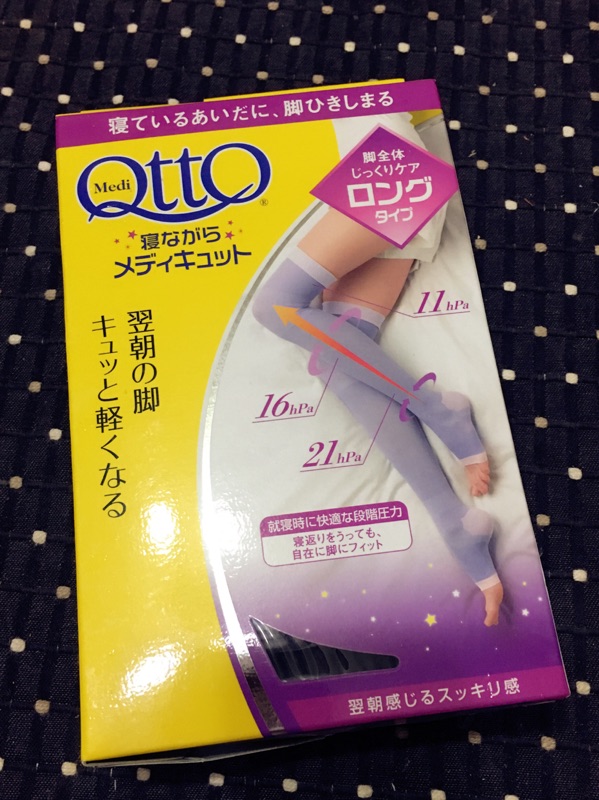 寝ているあいだに、脚ひきしまる
Medi
QttO
®
寝ながら
メディキュット
脚全体
じっくりケア
ロング
タイプ
翌朝の脚
キュッと軽くなる
11hPa
16hPa
21hPa
就寝時に快適な段階圧力
寝返りをうっても、
自在に脚にフィット
翌朝感じるスッキリ感